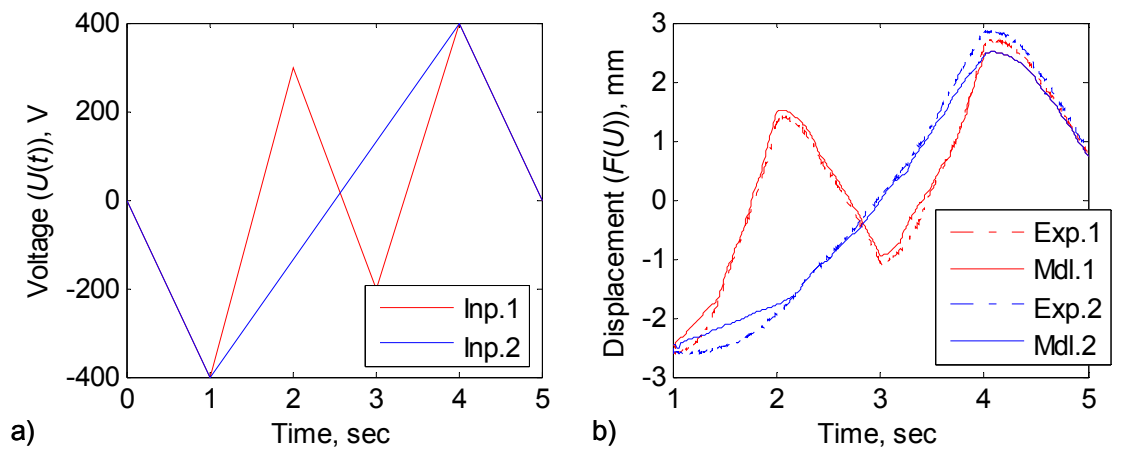 400
200
0
-200
-400
0
1
2
3
4
5
Voltage (U(t)), V
Time, sec
Inp.1
Inp.2
a)
3
2
1
0
-1
-2
-3
1
2
3
4
5
Displacement (F(U)), mm
Time, sec
Exp.1
Mdl.1
Exp.2
Mdl.2
b)